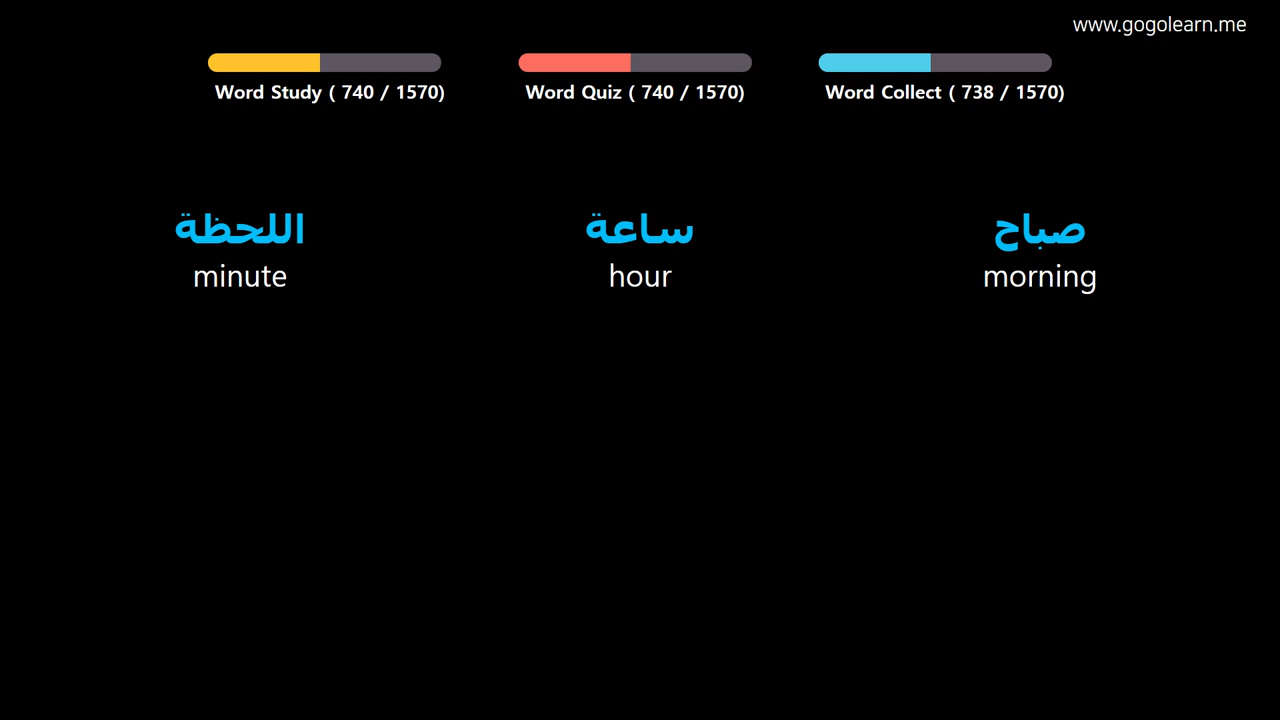 www.gogolearn.me
Word Study ( 740 / 1570)
Word Quiz ( 740 / 1570)
Word Collect ( 738 / 1570)
اللحظة
minute
ساعة
hour
صباح
morning